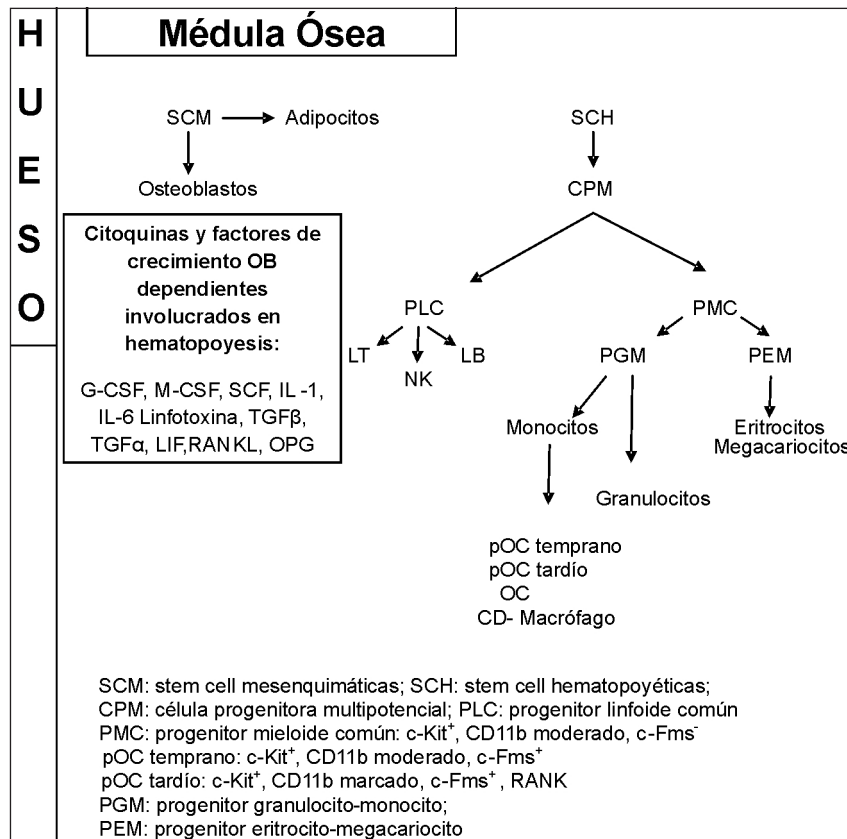 HUESO
Médula Ósea
SCM
Adipocitos
SCH
Osteoblastos
CPM
Citoquinas y factores de
crecimiento OB
dependientes
involucrados en
hematopoyesis:
G-CSF, M-CSF, SCF, IL -1,
IL-6 Linfotoxina, TGFβ,
TGFα, LIF,RANKL, OPG
PLC
PMC
LT
NK
LB
PGM
PEM
Monocitos
Eritrocitos
Megacariocitos
Granulocitos
pOC temprano
pOC tardío
OC
CD- Macrófago
SCM: stem cell mesenquimáticas; SCH: stem cell hematopoyéticas;
CPM: célula progenitora multipotencial; PLC: progenitor linfoide común
PMC: progenitor mieloide común: c-Kit⁺, CD11b moderado, c-Fms⁻
pOC temprano: c-Kit⁺, CD11b moderado, c-Fms⁺
pOC tardío: c-Kit⁺, CD11b marcado, c-Fms⁺ , RANK
PGM: progenitor granulocito-monocito;
PEM: progenitor eritrocito-megacariocito